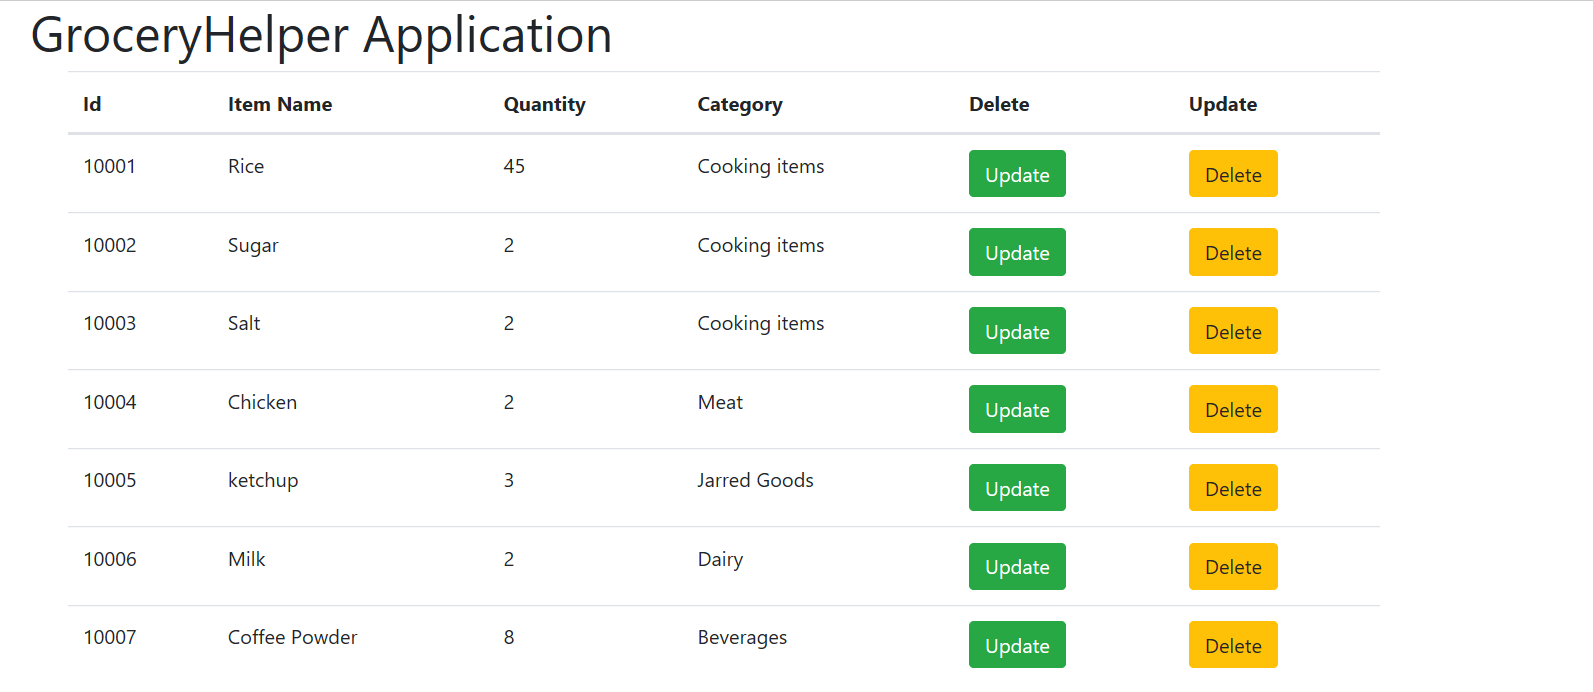 GroceryHelper Application
Id Item Name Quantity Category Delete Update
10001 Rice 45 Cooking items Update Delete
10002 Sugar 2 Cooking items Update Delete
10003 Salt 2 Cooking items Update Delete
10004 Chicken 2 Meat Update Delete
10005 ketchup 3 Jarred Goods Update Delete
10006 Milk 2 Dairy Update Delete
10007 Coffee Powder 8 Beverages Update Delete